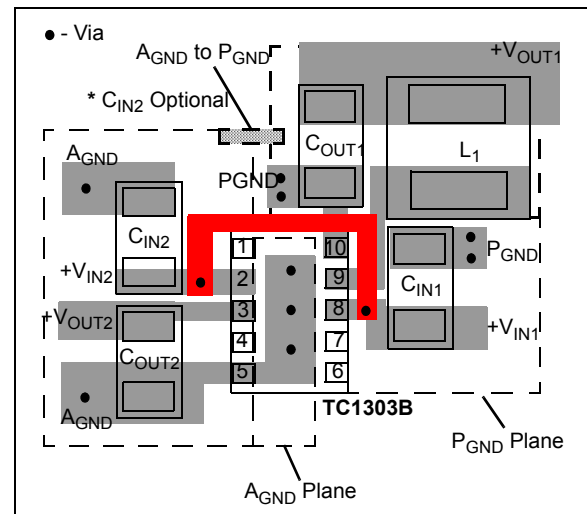 ● - Via
AGND to PGND
+VOUT1
* CIN2 Optional
AGND
COUT1
L1
PGND
CIN2
1
10
PGND
+VIN2
2
9
CIN1
+VOUT2
3
8
+VIN1
COUT2
4
7
5
6
AGND
TC1303B
PGND Plane
AGND Plane